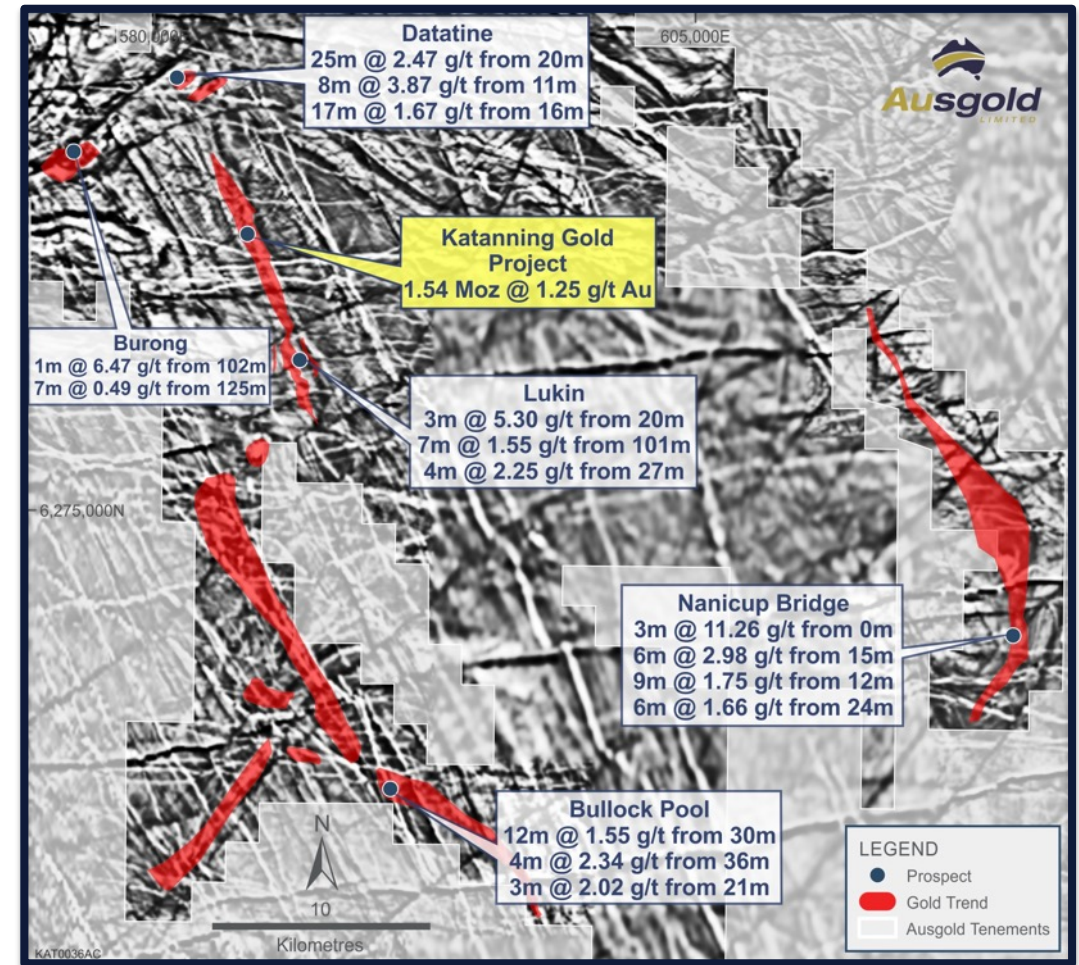 580,000E
605,000E
Datatine
25m @ 2.47 g/t from 20m
8m @ 3.87 g/t from 11m
17m @ 1.67 g/t from 16m
Ausgold
LIMITED
Katanning Gold
Project
1.54 Moz @ 1.25 g/t Au
Burong
1m @ 6.47 g/t from 102m
7m @ 0.49 g/t from 125m
Lukin
3m @ 5.30 g/t from 20m
7m @ 1.55 g/t from 101m
4m @ 2.25 g/t from 27m
6,275,000N
Nanicup Bridge
3m @ 11.26 g/t from 0m
6m @ 2.98 g/t from 15m
9m @ 1.75 g/t from 12m
6m @ 1.66 g/t from 24m
Bullock Pool
12m @ 1.55 g/t from 30m
4m @ 2.34 g/t from 36m
3m @ 2.02 g/t from 21m
N
10
Kilometres
LEGEND
Prospect
Gold Trend
Ausgold Tenements
KAT0036AC